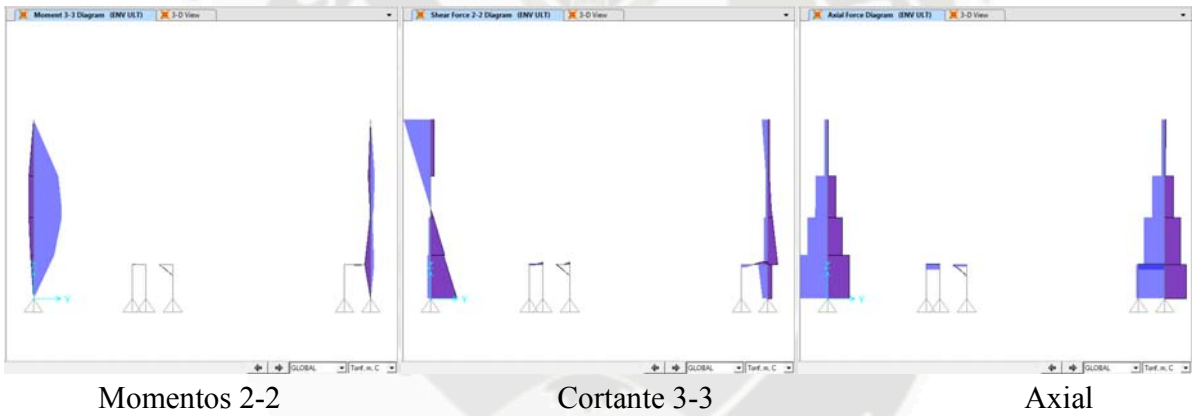 Moment 3-3 Diagram (ENV ULT) 3-D View
Shear Force 2-2 Diagram (ENV ULT) 3-D View
Axial Force Diagram (ENV ULT) 3-D View
Y
Y
Y
GLOBAL Tonf, m, C
GLOBAL Tonf, m, C
GLOBAL Tonf, m, C
Momentos 2-2 Cortante 3-3 Axial